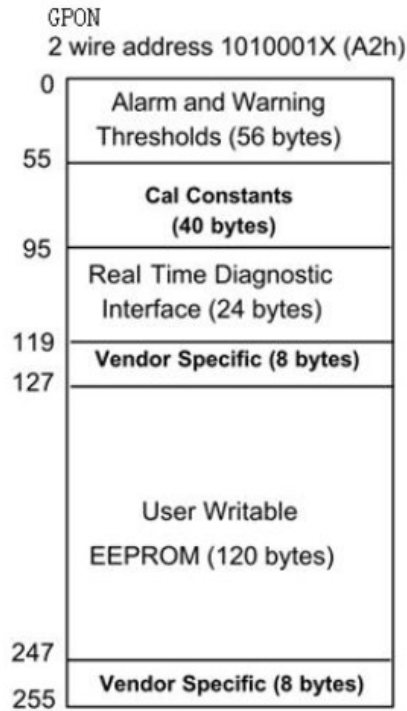 GPON
2 wire address 1010001X (A2h)
0
Alarm and Warning
Thresholds (56 bytes)
55
Cal Constants
(40 bytes)
95
Real Time Diagnostic
Interface (24 bytes)
119
Vendor Specific (8 bytes)
127
User Writable
EEPROM (120 bytes)
247
Vendor Specific (8 bytes)
255